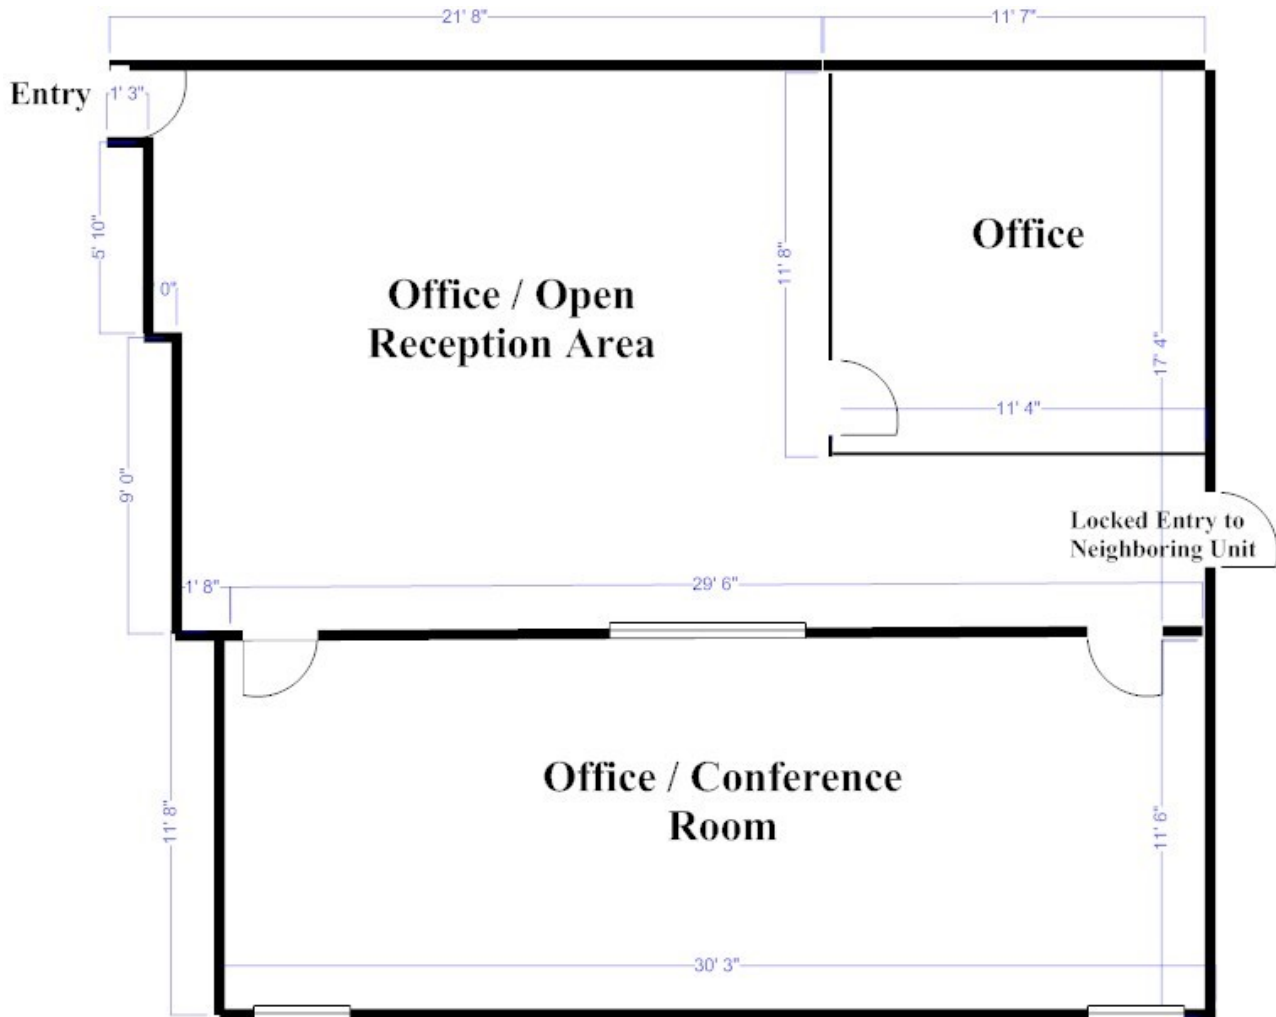 21' 8"
11' 7"
Entry
1' 3"
5' 10"
0"
Office
11' 8"
Office / Open
Reception Area
17' 4"
11' 4"
9' 0"
Locked Entry to
Neighboring Unit
1' 8"
29' 6"
Office / Conference
Room
11' 8"
11' 6"
30' 3"